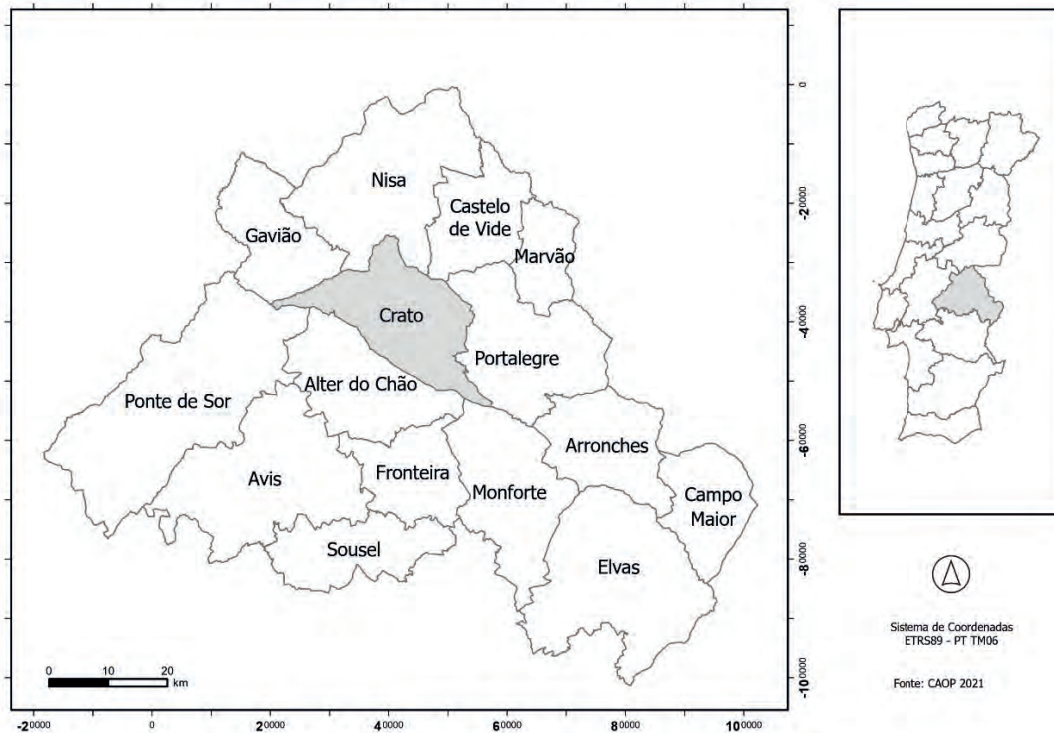 Nisa
Castelo
de Vide
Gavião
Marvão
Crato
Portalegre
Alter do Chão
Ponte de Sor
Arronches
Avis
Fronteira
Monforte
Campo
Maior
Sousel
Elvas
0 10 20
km
-20000 0 20000 40000 60000 80000 100000
0
-20000
-40000
-60000
-80000
-100000
Sistema de Coordenadas
ETRS89 - PT TM06
Fonte: CAOP 2021